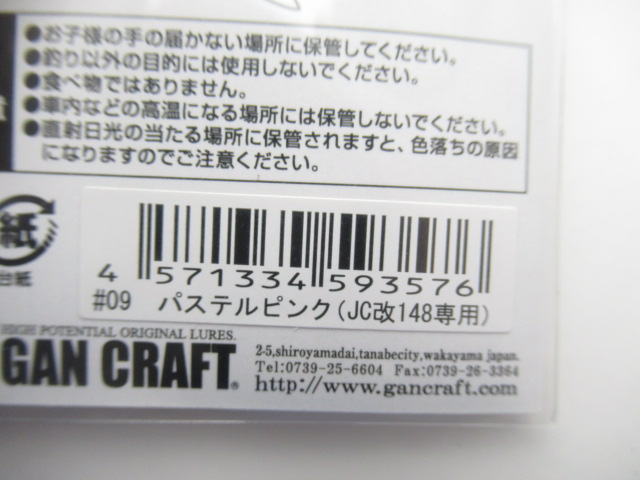 ●お子様の手の届かない場所に保管してください。
●釣り以外の目的には使用しないでください。
●食べ物ではありません。
●車内などの高温になる場所には保管しないでください。
●直射日光の当たる場所に保管されますと、色落ちの原因
になりますのでご注意ください。
紙
台紙
4 571334 593576
#09 パステルピンク(JC改148専用)
HIGH POTENTIAL ORIGINAL LURES.
GAN CRAFT®
2-5,shiroyamadai,tanabecity,wakayama japan.
Tel:0739-25-6604 Fax:0739-26-3364
http://www.gancraft.com